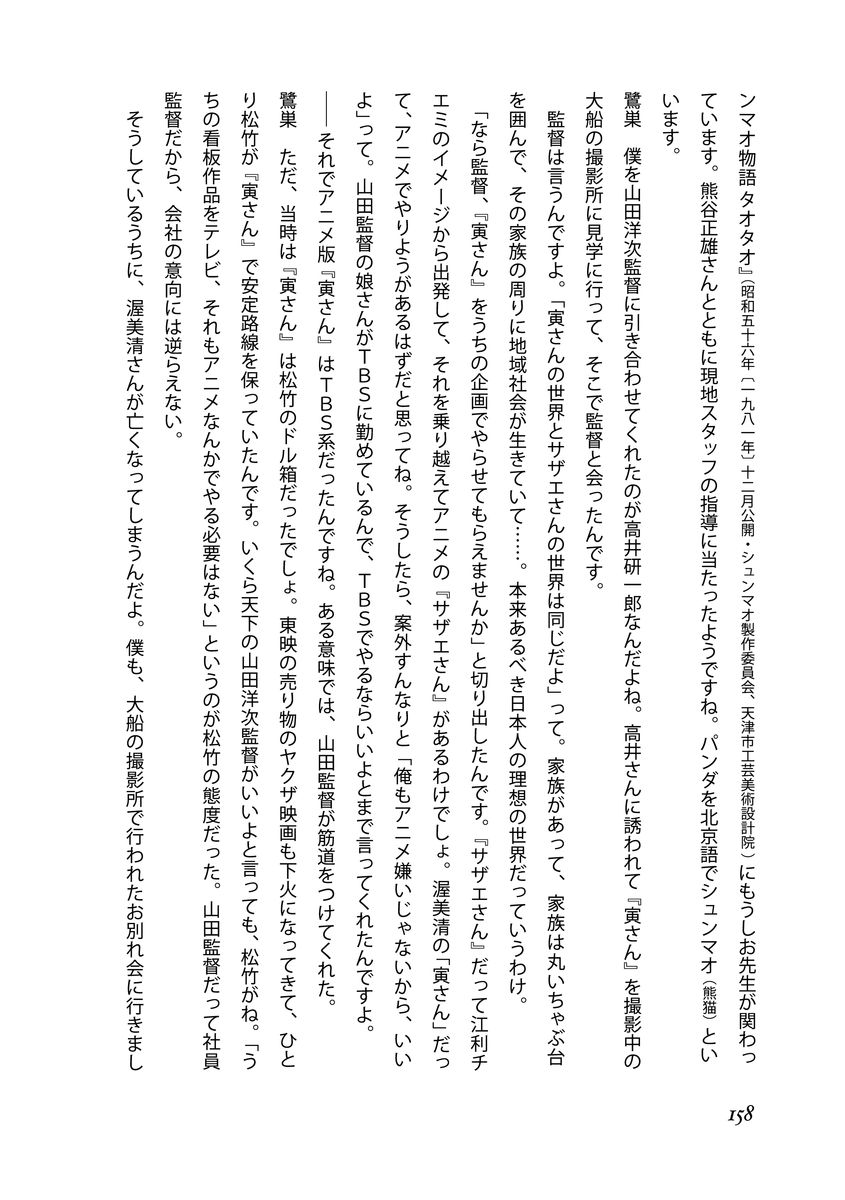 ンマオ物語 タオタオ』（昭和五十六年〔一九八一年〕十二月公開・シュンマオ製作委員会、天津市工芸美術設計院）にもうしお先生が関わっ
ています。熊谷正雄さんとともに現地スタッフの指導に当たったようですね。パンダを北京語でシュンマオ（熊猫）とい
います。
鷺巣　僕を山田洋次監督に引き合わせてくれたのが高井研一郎なんだよね。高井さんに誘われて『寅さん』を撮影中の
大船の撮影所に見学に行って、そこで監督と会ったんです。
　監督は言うんですよ。「寅さんの世界とサザエさんの世界は同じだよ」って。家族があって、家族は丸いちゃぶ台
を囲んで、その家族の周りに地域社会が生きていて……。本来あるべき日本人の理想の世界だっていうわけ。
　「なら監督、『寅さん』をうちの企画でやらせてもらえませんか」と切り出したんです。『サザエさん』だって江利チ
エミのイメージから出発して、それを乗り越えてアニメの『サザエさん』があるわけでしょ。渥美清の「寅さん」だっ
て、アニメでやりようがあるはずだと思ってね。そうしたら、案外すんなりと「俺もアニメ嫌いじゃないから、いい
よ」って。山田監督の娘さんがＴＢＳに勤めているんで、ＴＢＳでやるならいいよとまで言ってくれたんですよ。
――それでアニメ版『寅さん』はＴＢＳ系だったんですね。ある意味では、山田監督が筋道をつけてくれた。
鷺巣　ただ、当時は『寅さん』は松竹のドル箱だったでしょ。東映の売り物のヤクザ映画も下火になってきて、ひと
り松竹が『寅さん』で安定路線を保っていたんです。いくら天下の山田洋次監督がいいよと言っても、松竹がね。「う
ちの看板作品をテレビ、それもアニメなんかでやる必要はない」というのが松竹の態度だった。山田監督だって社員
監督だから、会社の意向には逆らえない。
　そうしているうちに、渥美清さんが亡くなってしまうんだよ。僕も、大船の撮影所で行われたお別れ会に行きまし
158